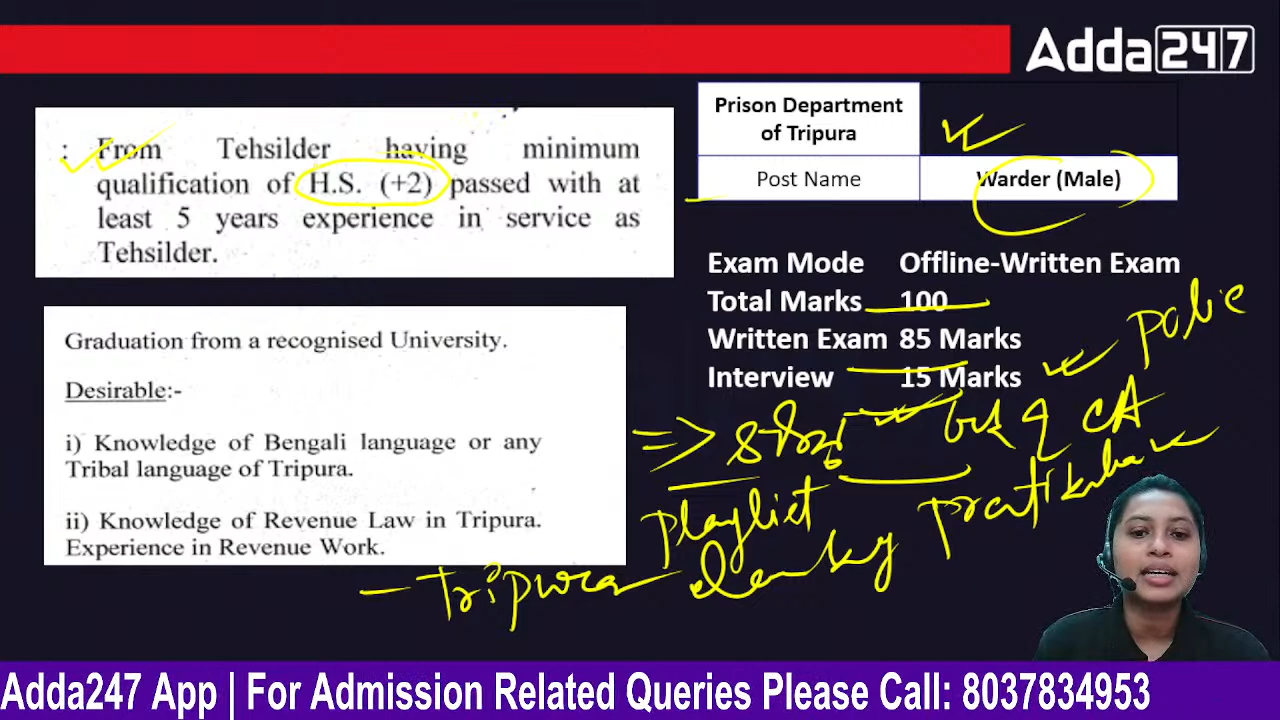 Adda247
: From Tehsilder having minimum
qualification of H.S. (+2) passed with at
least 5 years experience in service as
Tehsilder.
Graduation from a recognised University.
Desirable:-
i) Knowledge of Bengali language or any
Tribal language of Tripura.
ii) Knowledge of Revenue Law in Tripura.
Experience in Revenue Work.
Prison Department
of Tripura
Post Name Warder (Male)
Exam Mode Offline-Written Exam
Total Marks 100
Written Exam 85 Marks
Interview 15 Marks
CA
Playlist
Tripura
Adda247 App | For Admission Related Queries Please Call: 8037834953